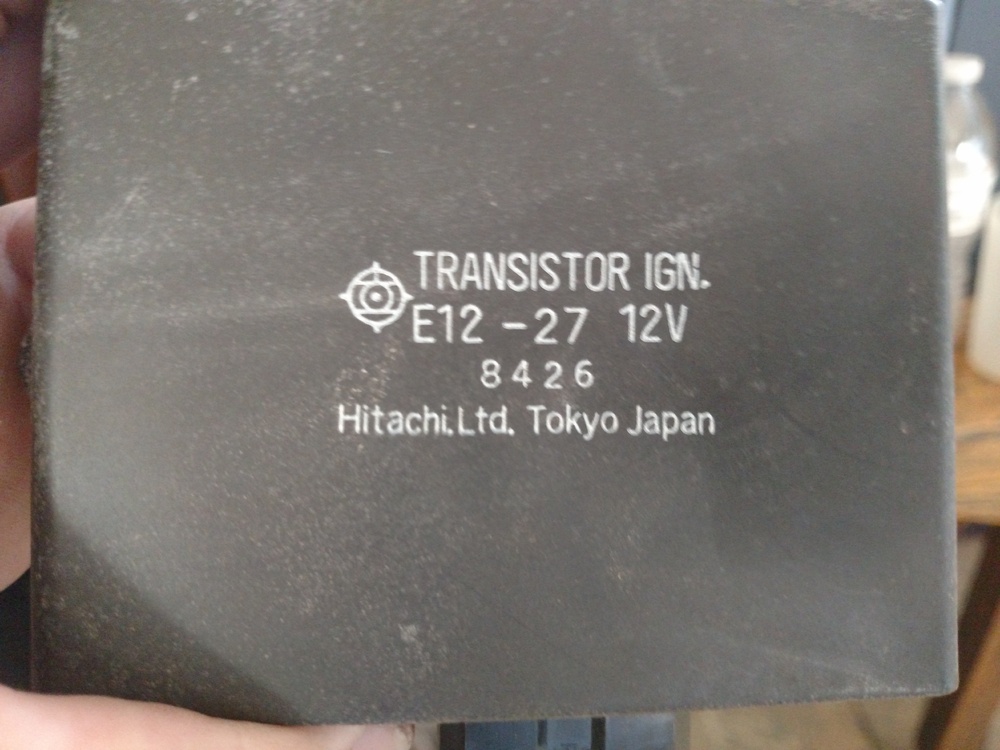 TRANSISTOR IGN.
E12 -27 12V
8426
Hitachi,Ltd. Tokyo Japan